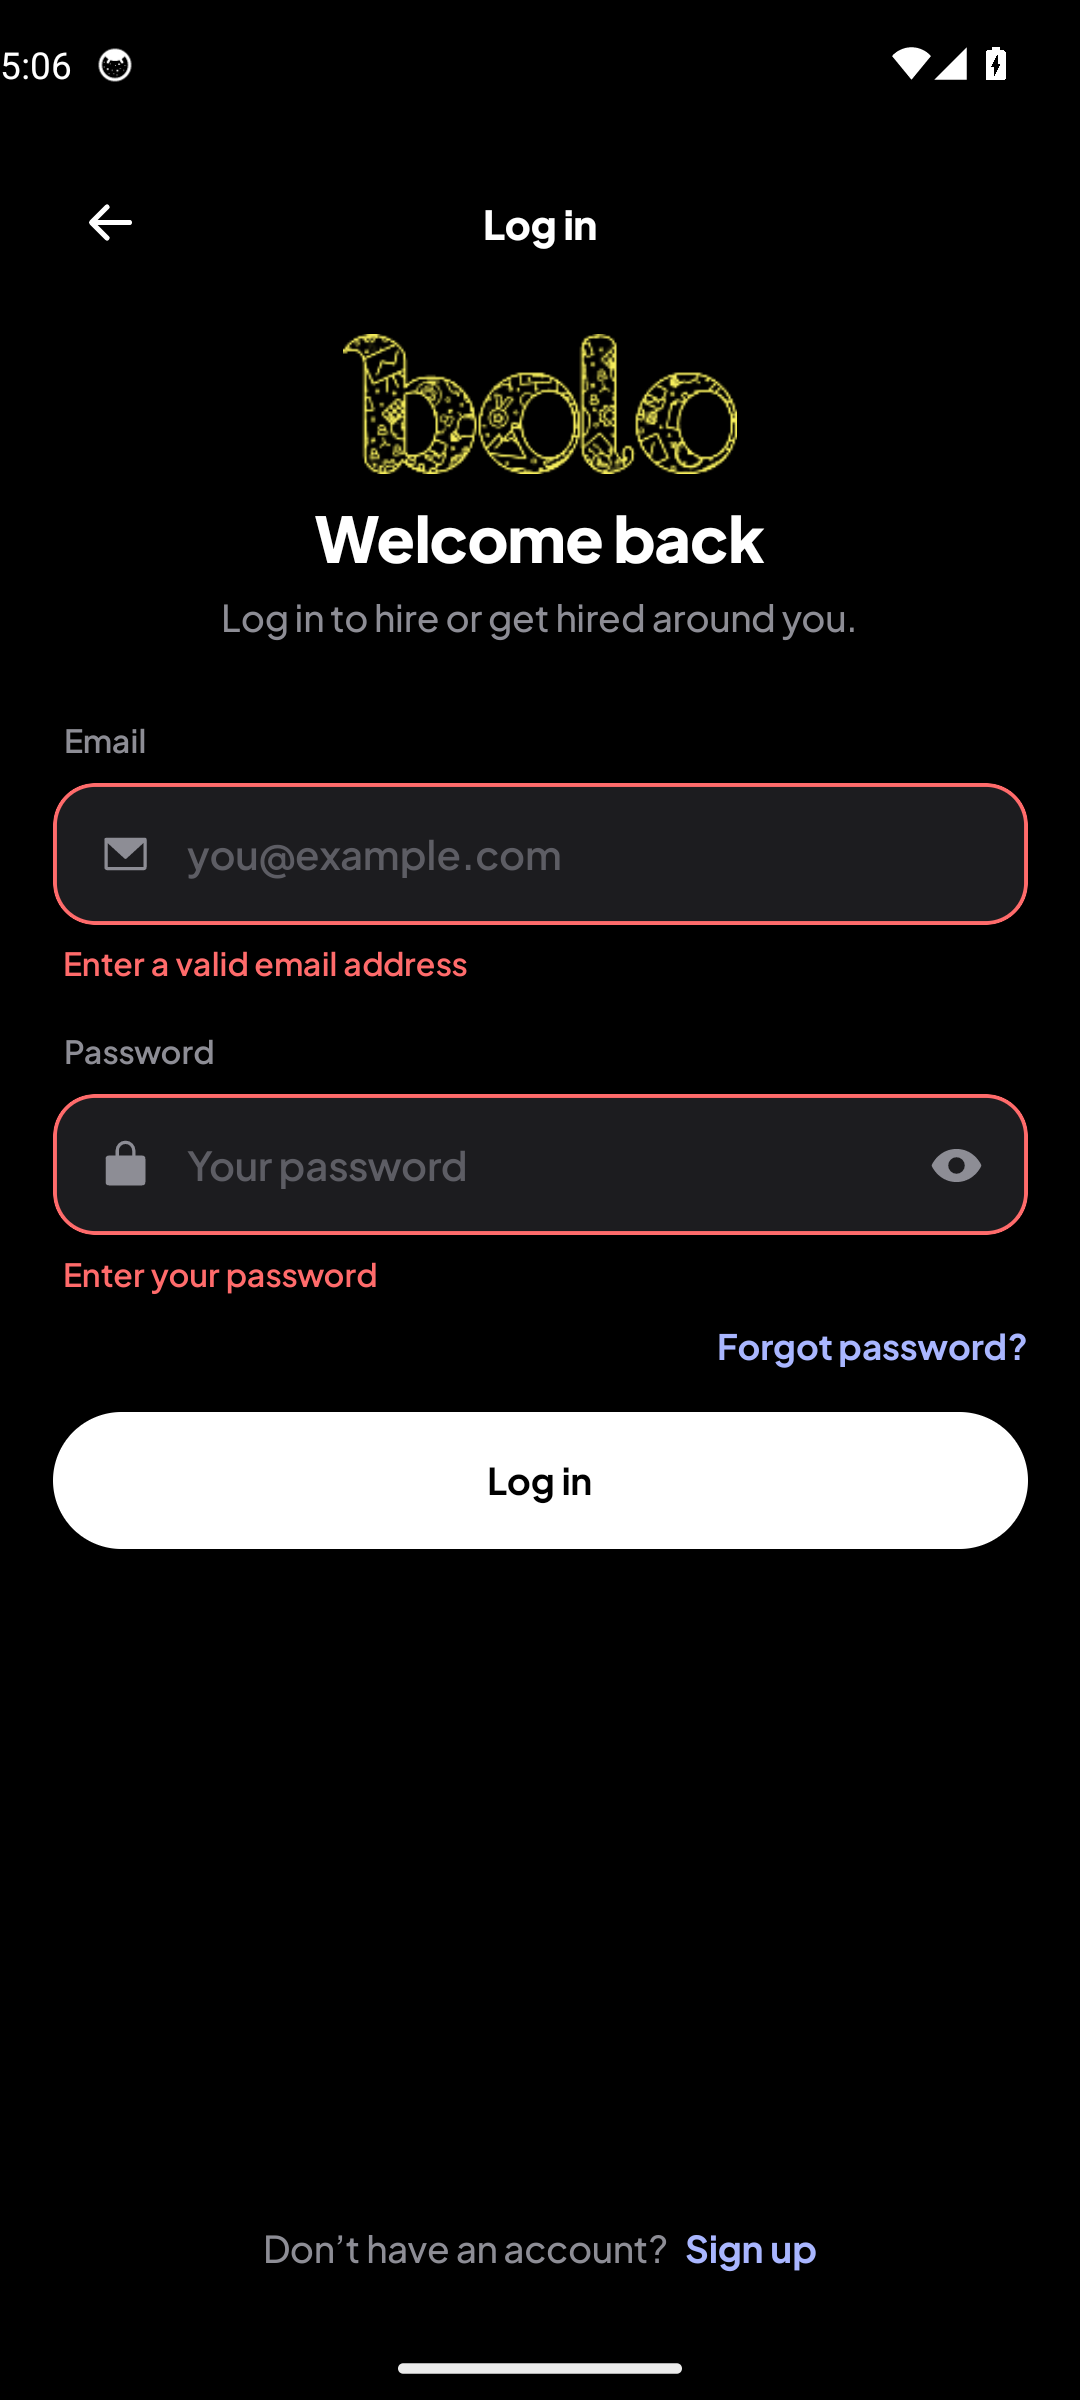 5:06
Log in
bolo
Welcome back
Log in to hire or get hired around you.
Email
you@example.com
Enter a valid email address
Password
Your password
Enter your password
Forgot password?
Log in
Don’t have an account? Sign up